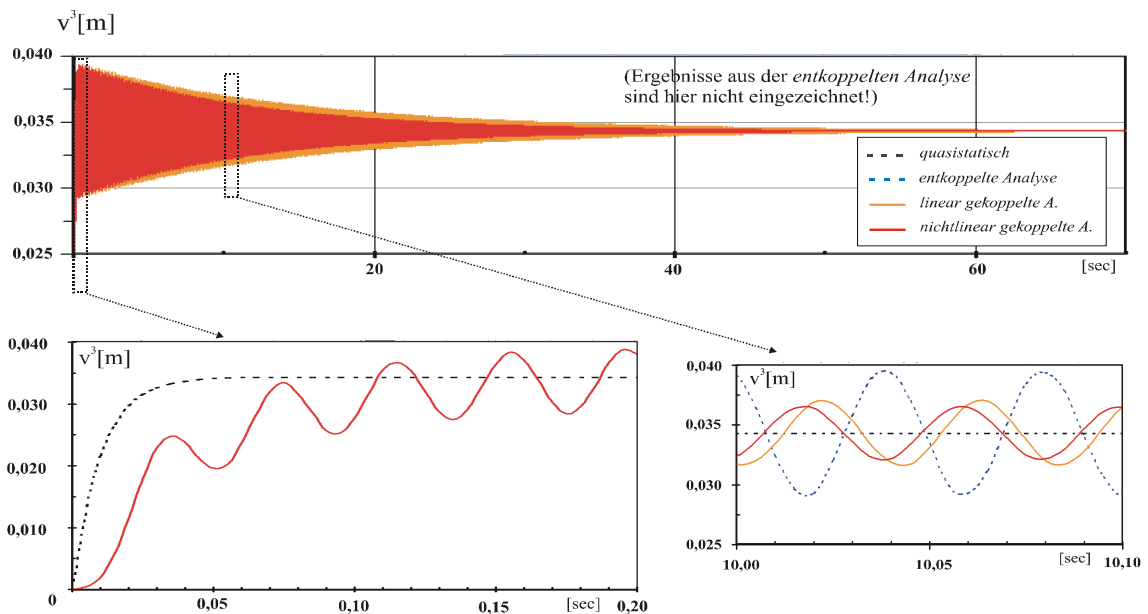 v³[m]
0,040
0,035
0,030
0,025
(Ergebnisse aus der entkoppelten Analyse
sind hier nicht eingezeichnet!)
quasistatisch
entkoppelte Analyse
linear gekoppelte A.
nichtlinear gekoppelte A.
20
40
60
[sec]
0,040
v³[m]
0,030
0,020
0,010
0
0,05
0,10
0,15
[sec]
0,20
0,040
v³[m]
0,035
0,030
0,025
10,00
10,05
[sec]
10,10